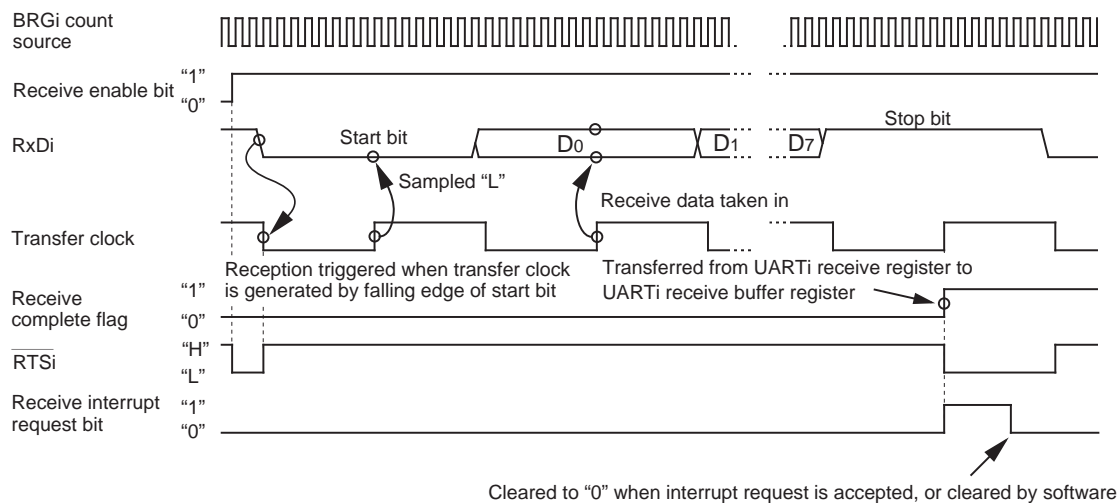 BRGi count
source
Receive enable bit
“1”
“0”
RxDi
Start bit
D0
D1
D7
Stop bit
Sampled “L”
Receive data taken in
Transfer clock
Reception triggered when transfer clock
is generated by falling edge of start bit
Transferred from UARTi receive register to
UARTi receive buffer register
Receive
complete flag
“1”
“0”
RTSi
“H”
“L”
Receive interrupt
request bit
“1”
“0”
Cleared to “0” when interrupt request is accepted, or cleared by software